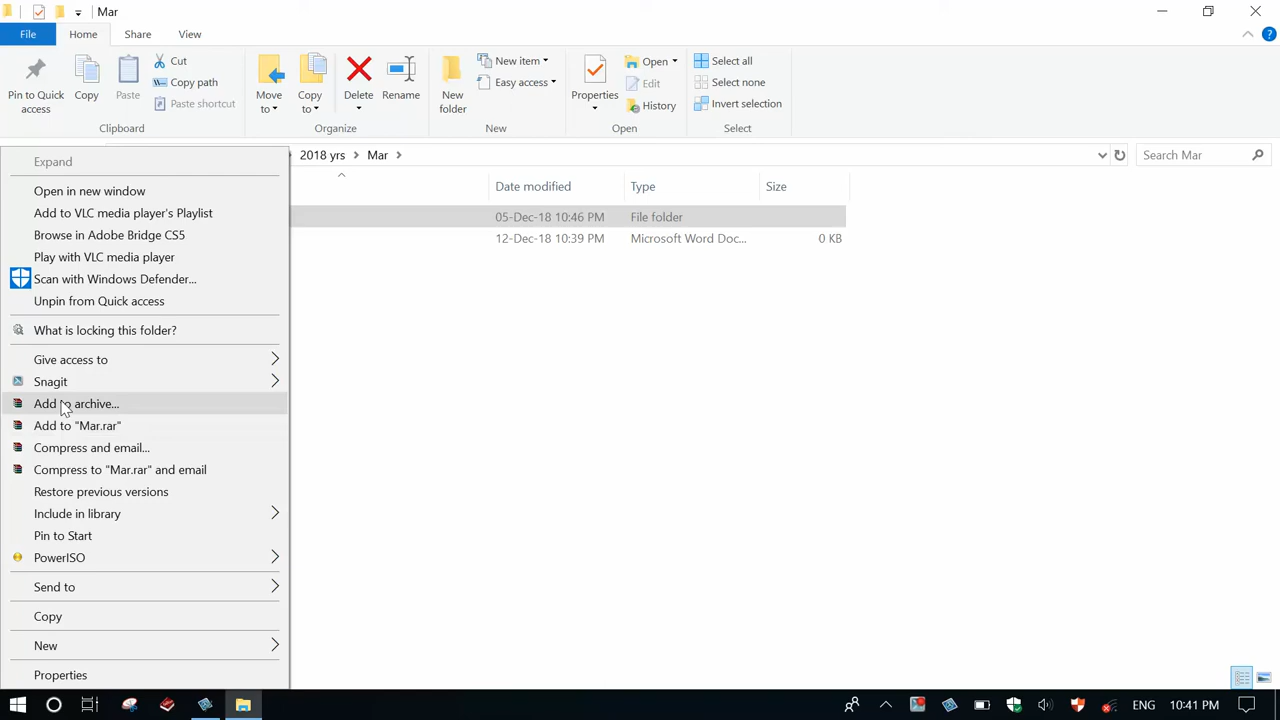 Mar
File Home Share View
Pin to Quick access
Copy
Paste
Cut
Copy path
Paste shortcut
Clipboard
Move to
Copy to
Delete
Rename
Organize
New folder
New item
Easy access
New
Properties
Open
Edit
History
Open
Select all
Select none
Invert selection
Select
2018 yrs Mar
Search Mar
Date modified Type Size
05-Dec-18 10:46 PM File folder
12-Dec-18 10:39 PM Microsoft Word Doc... 0 KB
Expand
Open in new window
Add to VLC media player's Playlist
Browse in Adobe Bridge CS5
Play with VLC media player
Scan with Windows Defender...
Unpin from Quick access
What is locking this folder?
Give access to
Snagit
Add to archive...
Add to "Mar.rar"
Compress and email...
Compress to "Mar.rar" and email
Restore previous versions
Include in library
Pin to Start
PowerISO
Send to
Copy
New
Properties
ENG 10:41 PM